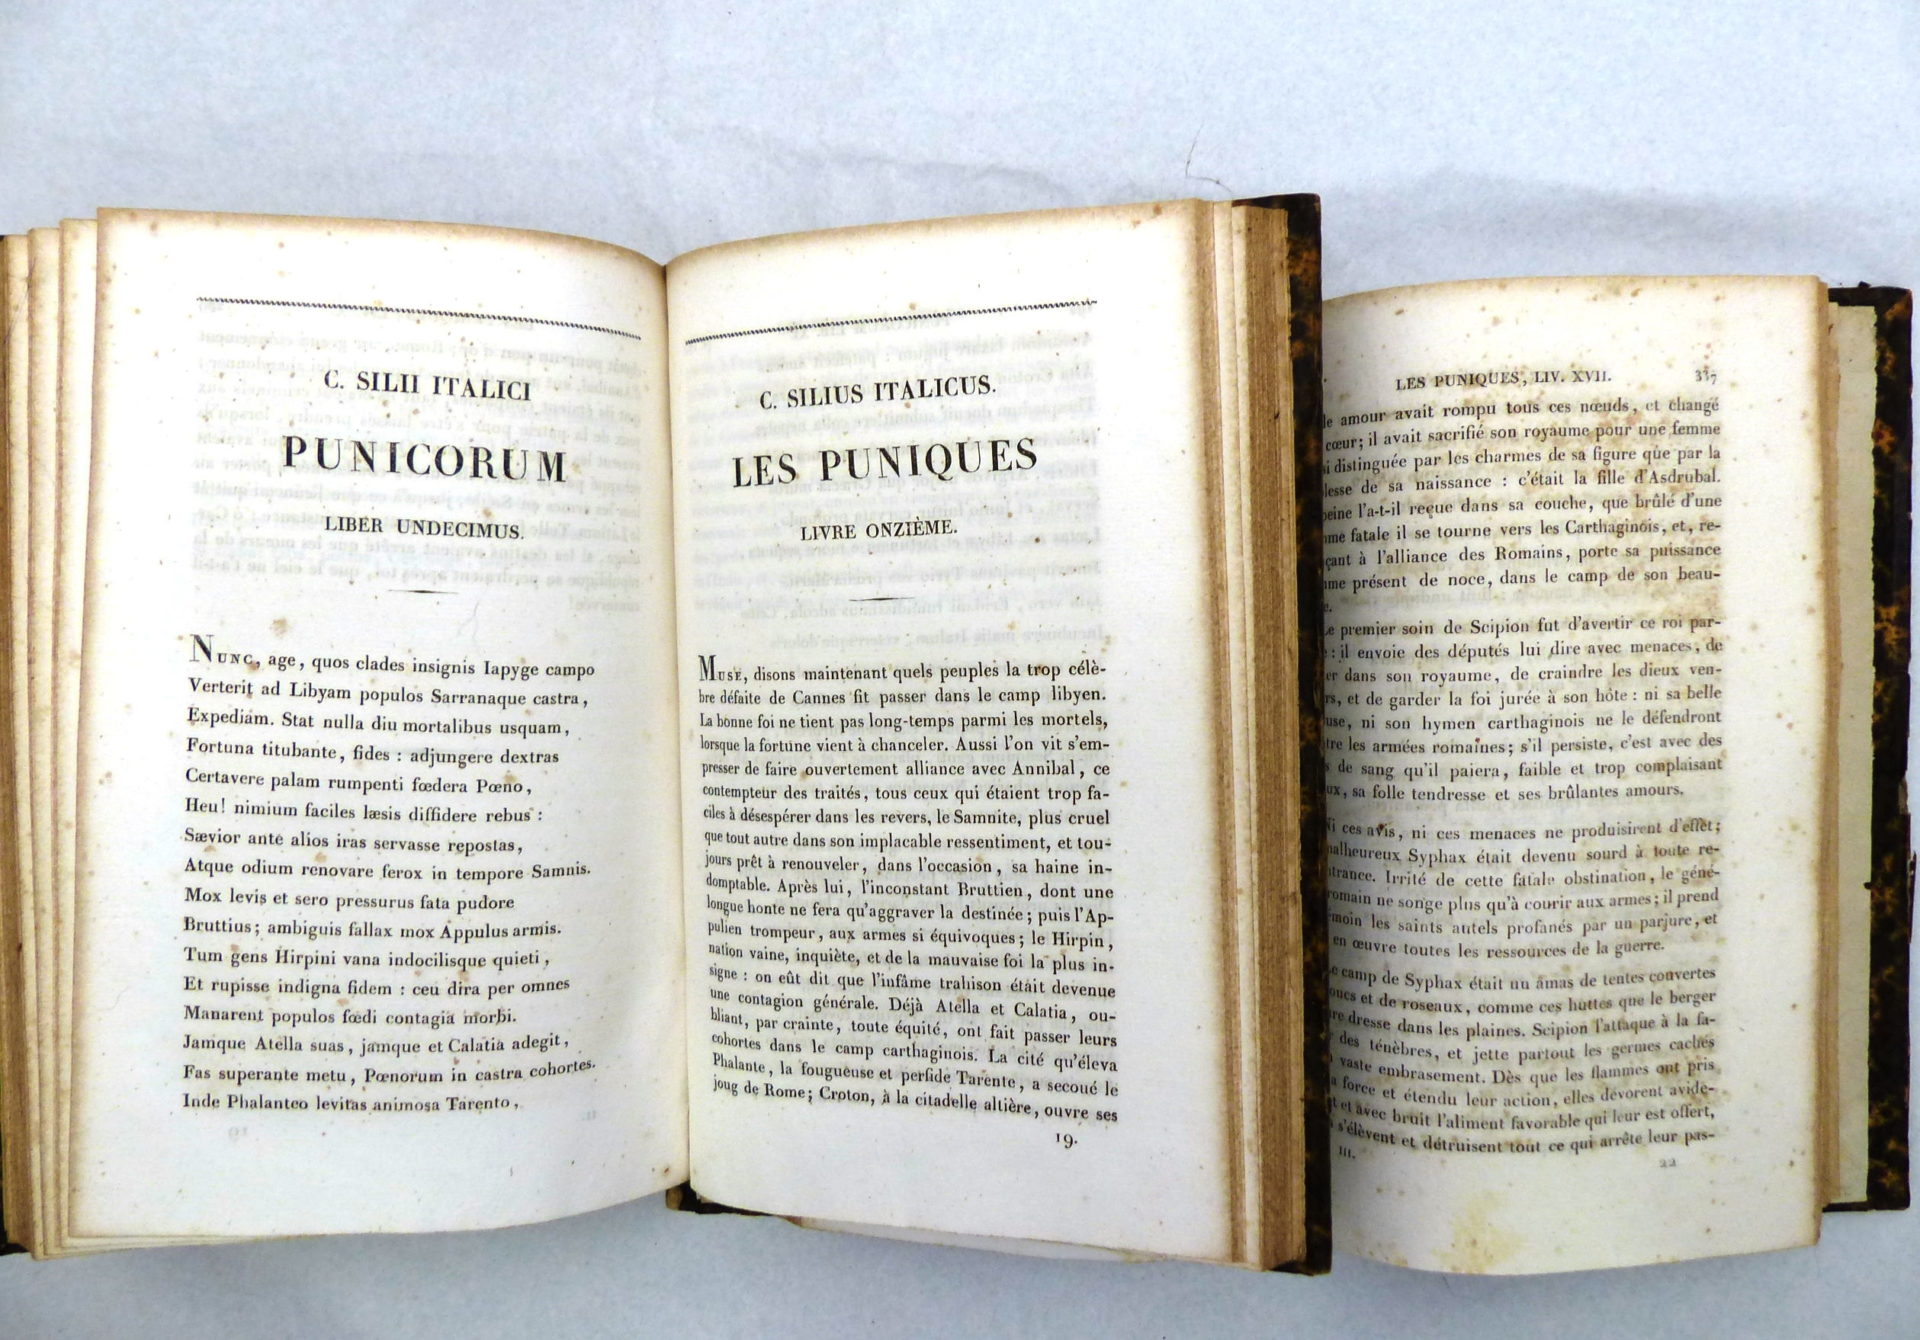 C. SILII ITALICI
PUNICORUM
LIBER UNDECIMUS.
Nunc, age, quos clades insignis Iapyge campo
Verterit ad Libyam populos Sarranaque castra,
Expediam. Stat nulla diu mortalibus usquam,
Fortuna titubante, fides : adjungere dextras
Certavere palam rumpenti fœdera Pœno,
Heu! nimium faciles læsis diffidere rebus :
Sævior ante alios iras servasse repostas,
Atque odium renovare ferox in tempore Samnis.
Mox levis et sero pressurus fata pudore
Bruttius; ambiguis fallax mox Appulus armis.
Tum gens Hirpini vana indocilisque quieti,
Et rupisse indigna fidem : ceu dira per omnes
Manarent populos fœdi contagia morbi.
Jamque Atella suas, jamque et Calatia adegit,
Fas superante metu, Pœnorum in castra cohortes.
Inde Phalanteo levitas animosa Tarento,
C. SILIUS ITALICUS.
LES PUNIQUES
LIVRE ONZIÈME.
Muse, disons maintenant quels peuples la trop célè-
bre défaite de Cannes fit passer dans le camp libyen.
La bonne foi ne tient pas long-temps parmi les mortels,
lorsque la fortune vient à chanceler. Aussi l'on vit s'em-
presser de faire ouvertement alliance avec Annibal, ce
contempteur des traités, tous ceux qui étaient trop fa-
ciles à désespérer dans les revers, le Samnite, plus cruel
que tout autre dans son implacable ressentiment, et tou-
jours prêt à renouveler, dans l'occasion, sa haine in-
domptable. Après lui, l'inconstant Bruttien, dont une
longue honte ne fera qu'aggraver la destinée; puis l'Ap-
pulien trompeur, aux armes si équivoques; le Hirpin,
nation vaine, inquiète, et de la mauvaise foi la plus in-
signe : on eût dit que l'infâme trahison était devenue
une contagion générale. Déjà Atella et Calatia, ou-
bliant, par crainte, toute équité, ont fait passer leurs
cohortes dans le camp carthaginois. La cité qu'éleva
Phalante, la fougueuse et perfide Tarente, a secoué le
joug de Rome; Croton, à la citadelle altière, ouvre ses
19.
LES PUNIQUES, LIV. XVII. 337
amour avait rompu tous ces nœuds, et changé
cœur; il avait sacrifié son royaume pour une femme
distinguée par les charmes de sa figure que par la
de sa naissance : c'était la fille d'Asdrubal.
l'a-t-il reçue dans sa couche, que brûlé d'une
fatale il se tourne vers les Carthaginois, et, re-
à l'alliance des Romains, porte sa puissance
présent de noce, dans le camp de son beau-
premier soin de Scipion fut d'avertir ce roi par-
: il envoie des députés lui dire avec menaces, de
dans son royaume, de craindre les dieux ven-
et de garder la foi jurée à son hôte : ni sa belle
ni son hymen carthaginois ne le défendront
les armées romaines; s'il persiste, c'est avec des
de sang qu'il paiera, faible et trop complaisant
sa folle tendresse et ses brûlantes amours.
ces avis, ni ces menaces ne produisirent d'effet;
Syphax était devenu sourd à toute re-
Irrité de cette fatale obstination, le géné-
romain ne songe plus qu'à courir aux armes; il prend
les saints autels profanés par un parjure, et
en œuvre toutes les ressources de la guerre.
camp de Syphax était un amas de tentes couvertes
et de roseaux, comme ces huttes que le berger
dresse dans les plaines. Scipion l'attaque à la fa-
des ténèbres, et jette partout les germes cachés
vaste embrasement. Dès que les flammes ont pris
force et étendu leur action, elles dévorent avide-
et avec bruit l'aliment favorable qui leur est offert,
s'élèvent et détruisent tout ce qui arrête leur pas-
III. 22